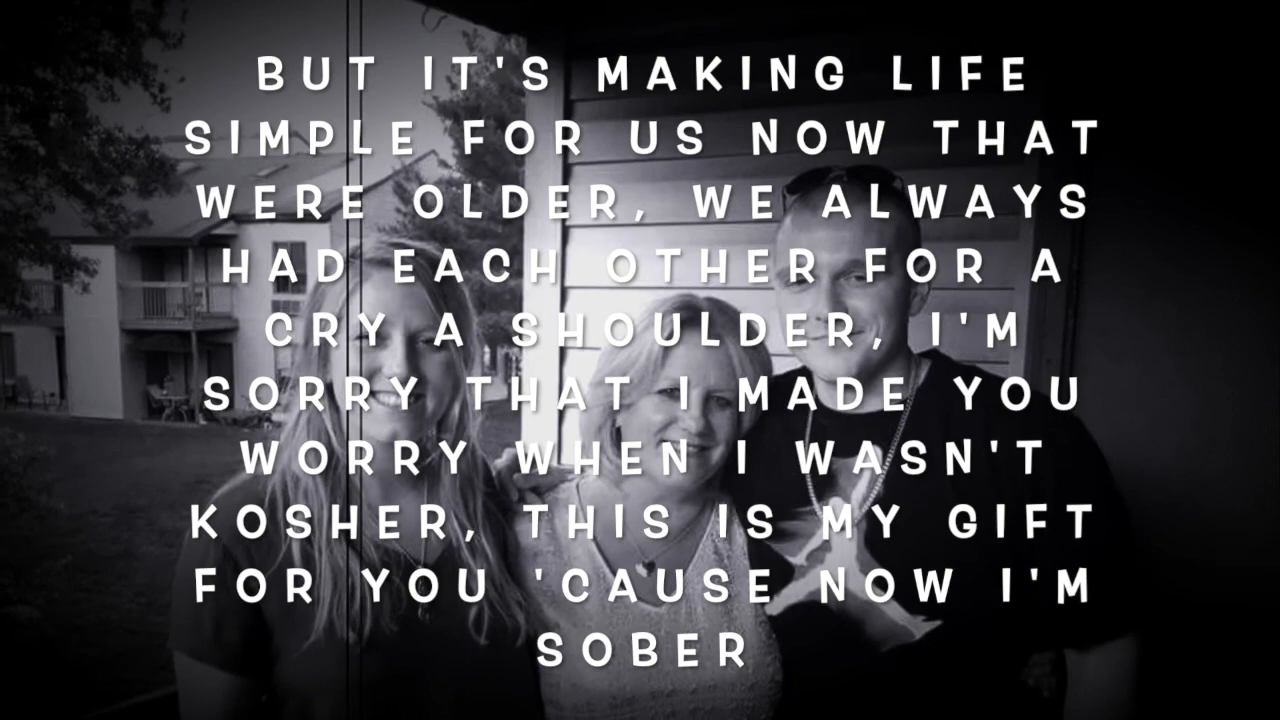 BUT IT'S MAKING LIFE
SIMPLE FOR US NOW THAT
WERE OLDER, WE ALWAYS
HAD EACH OTHER FOR A
CRY A SHOULDER, I'M
SORRY THAT I MADE YOU
WORRY WHEN I WASN'T
KOSHER, THIS IS MY GIFT
FOR YOU 'CAUSE NOW I'M
SOBER